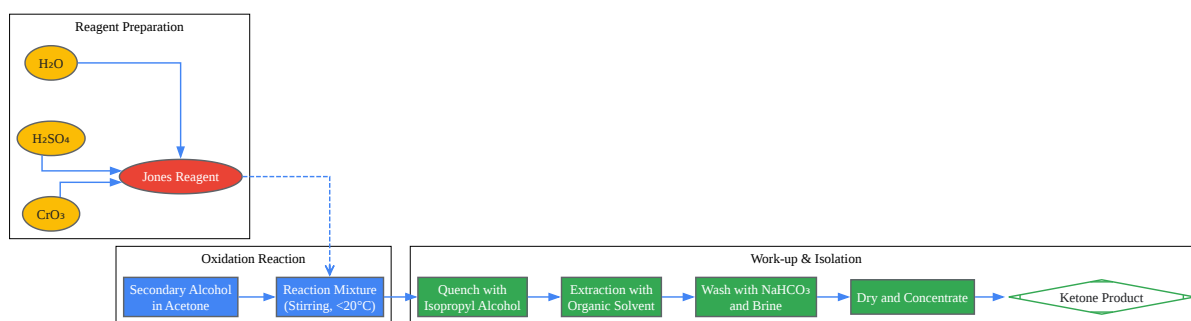 Reagent Preparation
H₂O
H₂SO₄
Jones Reagent
CrO₃
Oxidation Reaction
Secondary Alcohol
in Acetone
Reaction Mixture
(Stirring, <20°C)
Work-up & Isolation
Quench with
Isopropyl Alcohol
Extraction with
Organic Solvent
Wash with NaHCO₃
and Brine
Dry and Concentrate
Ketone Product